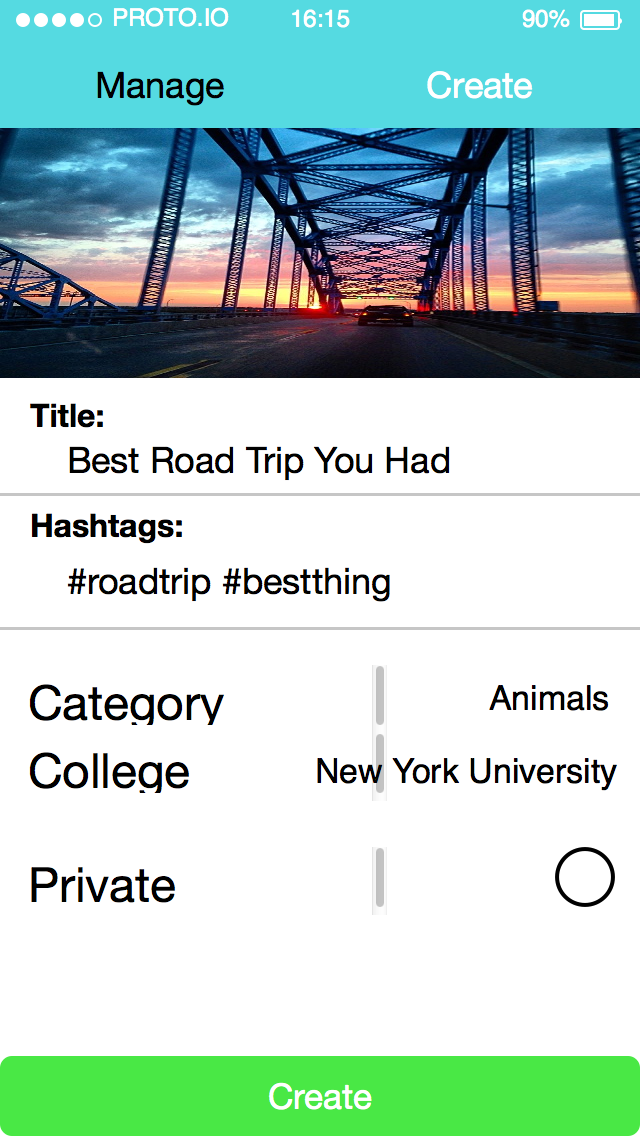 PROTO.IO 16:15 90%
Manage Create
Title:
Best Road Trip You Had
Hashtags:
#roadtrip #bestthing
Category Animals
College New York University
Private
Create